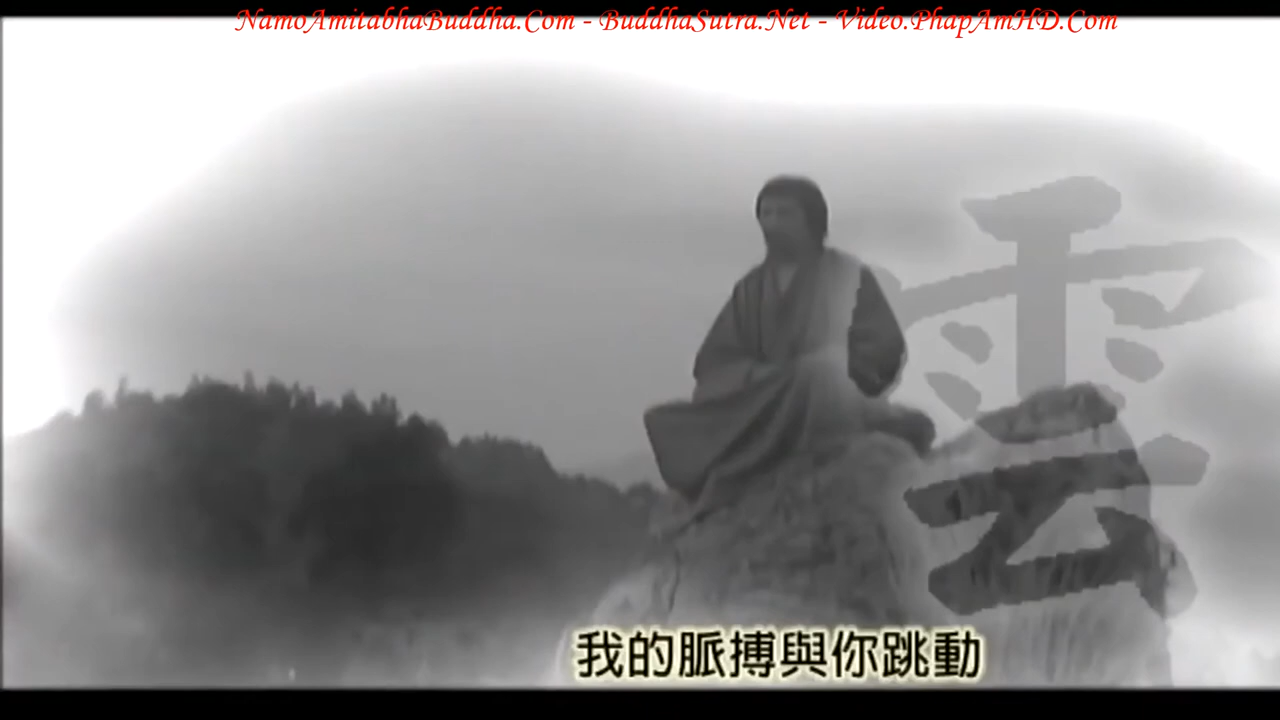 NamoAmitabhaBuddha.Com - BuddhaSutra.Net - Video.PhapAmHD.Com
雲
我的脈搏與你跳動